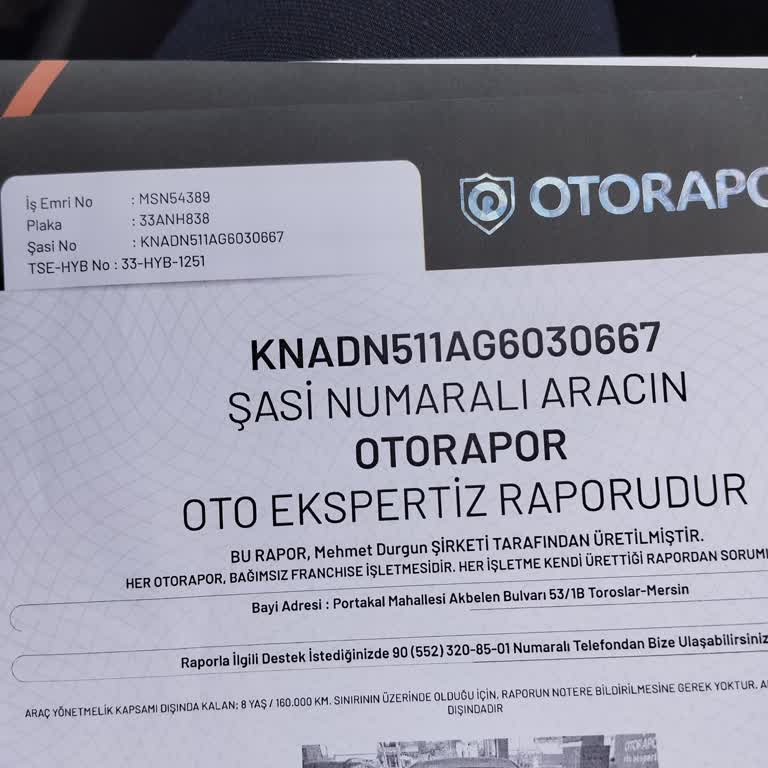 İş Emri No : MSN54389
Plaka : 33ANH838
Şasi No : KNADN511AG6030667
TSE-HYB No : 33-HYB-1251
OTORAPO
KNADN511AG6030667
ŞASİ NUMARALI ARACIN
OTORAPOR
OTO EKSPERTİZ RAPORUDUR
BU RAPOR, Mehmet Durgun ŞİRKETİ TARAFINDAN ÜRETİLMİŞTİR.
HER OTORAPOR, BAĞIMSIZ FRANCHISE İŞLETMESİDİR. HER İŞLETME KENDİ ÜRETTİĞİ RAPORDAN SORUML
Bayi Adresi : Portakal Mahallesi Akbelen Bulvarı 53/1B Toroslar-Mersin
Raporla İlgili Destek İstediğinizde 90 (552) 320-85-01 Numaralı Telefondan Bize Ulaşabilirsiniz
ARAÇ YÖNETMELİK KAPSAMI DIŞINDA KALAN; 8 YAŞ / 160.000 KM. SINIRININ ÜZERİNDE OLDUĞU İÇİN, RAPORUN NOTERE BİLDİRİLMESİNE GEREK YOKTUR.
DIŞINDADIR
OTORAPO